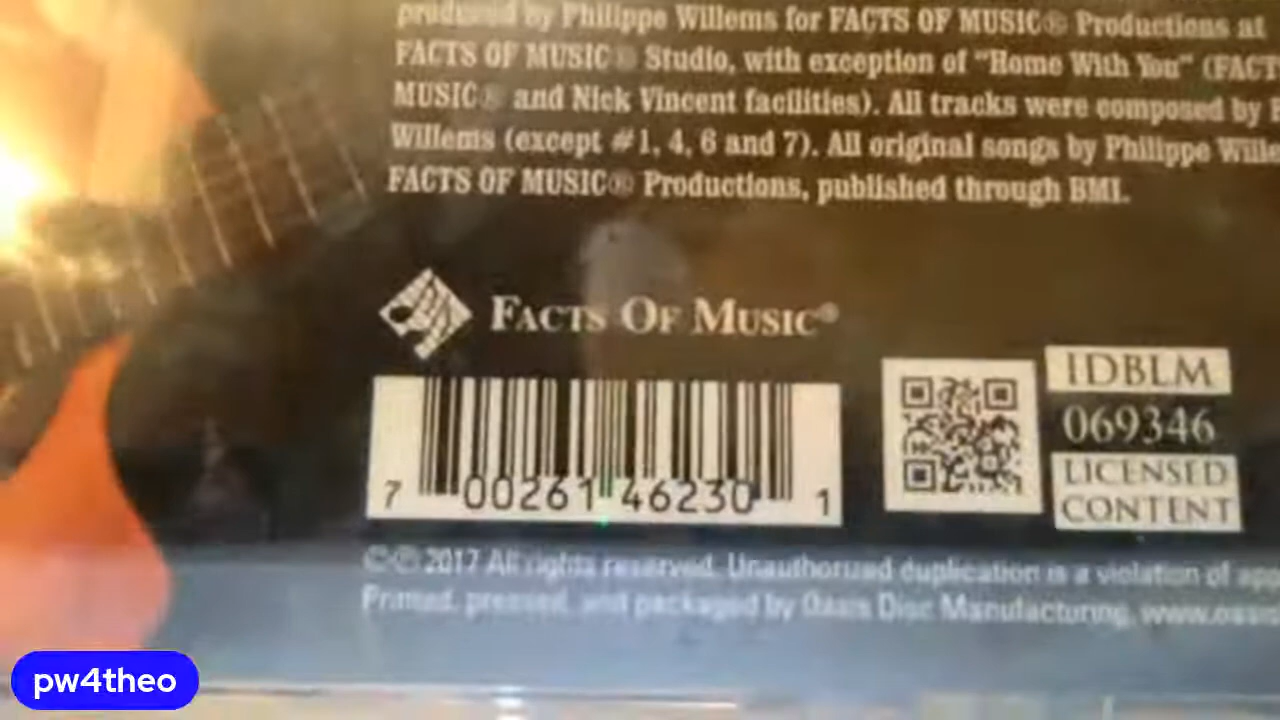 produced by Philippe Willems for FACTS OF MUSIC® Productions at
FACTS OF MUSIC® Studio, with exception of "Home With You" (FACT
MUSIC® and Nick Vincent facilities). All tracks were composed by
Willems (except #1, 4, 6 and 7). All original songs by Philippe Wille
FACTS OF MUSIC® Productions, published through BMI.
FACTS OF MUSIC®
7 00261 46230 1
IDBLM
069346
LICENSED
CONTENT
©℗ 2017 All rights reserved. Unauthorized duplication is a violation of app
Printed, pressed, and packaged by Oasis Disc Manufacturing, www.oasis
pw4theo